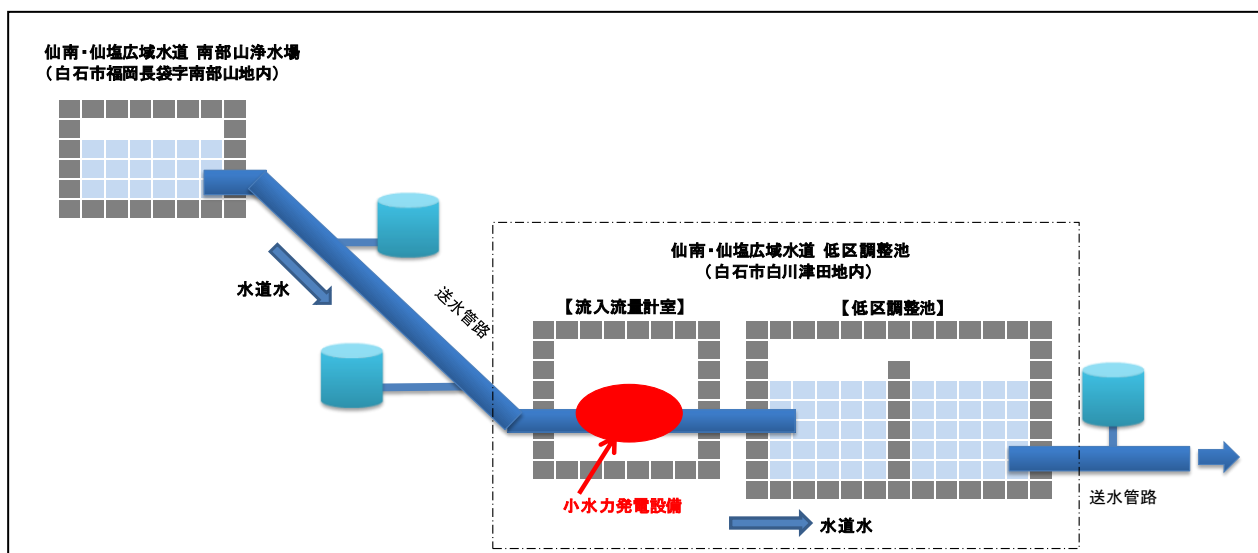 仙南・仙塩広域水道 南部山浄水場
（白石市福岡長袋字南部山地内）
水道水
送水管路
仙南・仙塩広域水道 低区調整池
（白石市白川津田地内）
【流入流量計室】
【低区調整池】
小水力発電設備
水道水
送水管路